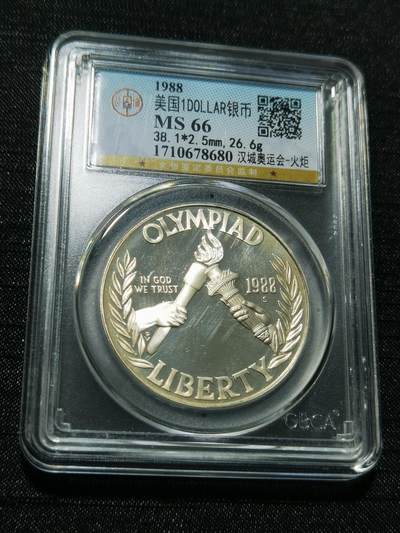 1988
美国1DOLLAR银币
MS 66
38.1*2.5mm,26.6g
1710678680 汉城奥运会-火炬
OLYMPIAD
IN GOD
WE TRUST
1988
S
LIBERTY
GBCA